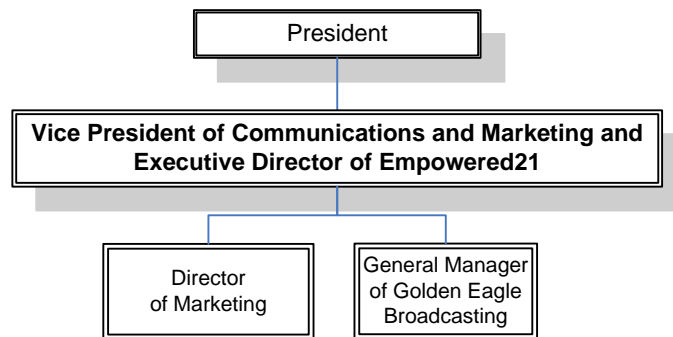 President
Vice President of Communications and Marketing and
Executive Director of Empowered21
Director
of Marketing
General Manager
of Golden Eagle
Broadcasting